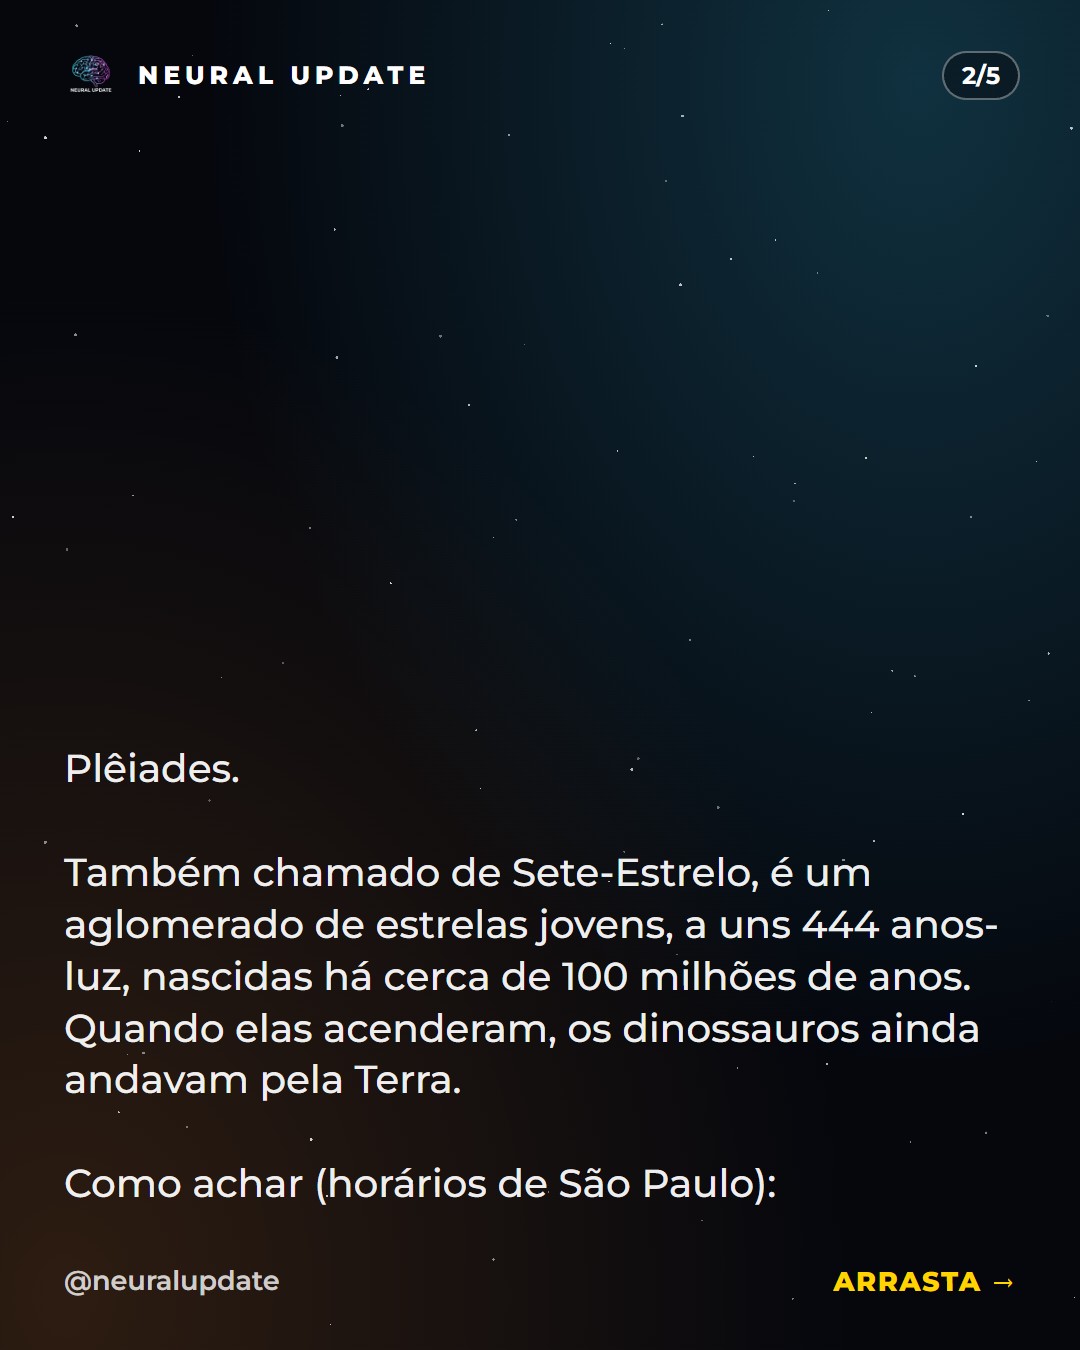 NEURAL UPDATE
NEURAL UPDATE
2/5
Plêiades.
Também chamado de Sete-Estrelo, é um
aglomerado de estrelas jovens, a uns 444 anos-
luz, nascidas há cerca de 100 milhões de anos.
Quando elas acenderam, os dinossauros ainda
andavam pela Terra.
Como achar (horários de São Paulo):
@neuralupdate
ARRASTA →